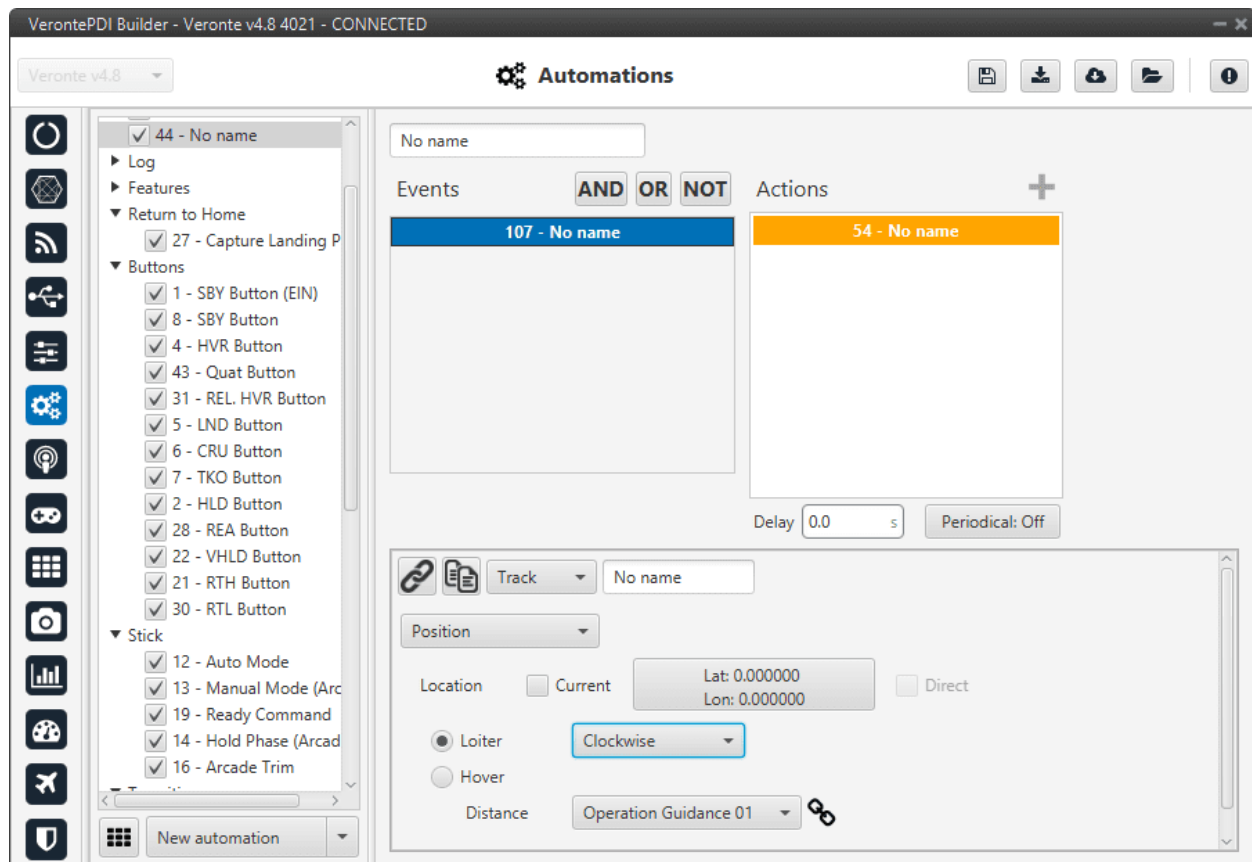 VerontePDI Builder - Veronte v4.8 4021 - CONNECTED
Veronte v4.8
Automations
44 - No name
Log
Features
Return to Home
27 - Capture Landing P
Buttons
1 - SBY Button (EIN)
8 - SBY Button
4 - HVR Button
43 - Quat Button
31 - REL. HVR Button
5 - LND Button
6 - CRU Button
7 - TKO Button
2 - HLD Button
28 - REA Button
22 - VHLD Button
21 - RTH Button
30 - RTL Button
Stick
12 - Auto Mode
13 - Manual Mode (Arc
19 - Ready Command
14 - Hold Phase (Arcad
16 - Arcade Trim
New automation
No name
Events AND OR NOT
107 - No name
Actions
54 - No name
Delay 0.0 s Periodical: Off
Track No name
Position
Location Current Lat: 0.000000
Lon: 0.000000
Direct
Loiter Clockwise
Hover
Distance Operation Guidance 01